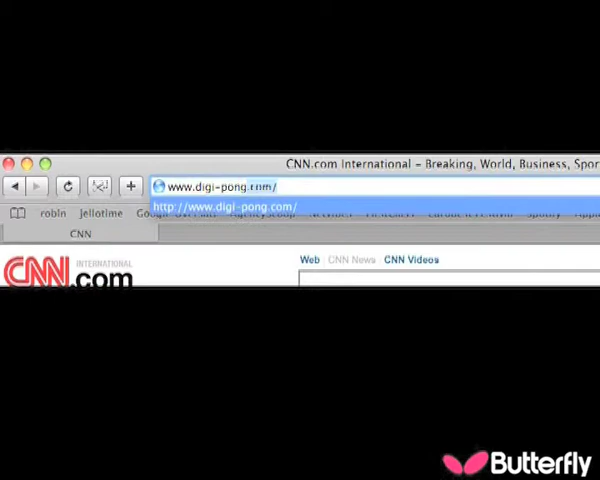 CNN.com International – Breaking, World, Business, Spor
www.digi-pong.com/
http://www.digi-pong.com/
robin Jellotime
CNN
CNN.com INTERNATIONAL
Web CNN News CNN Videos
Butterfly